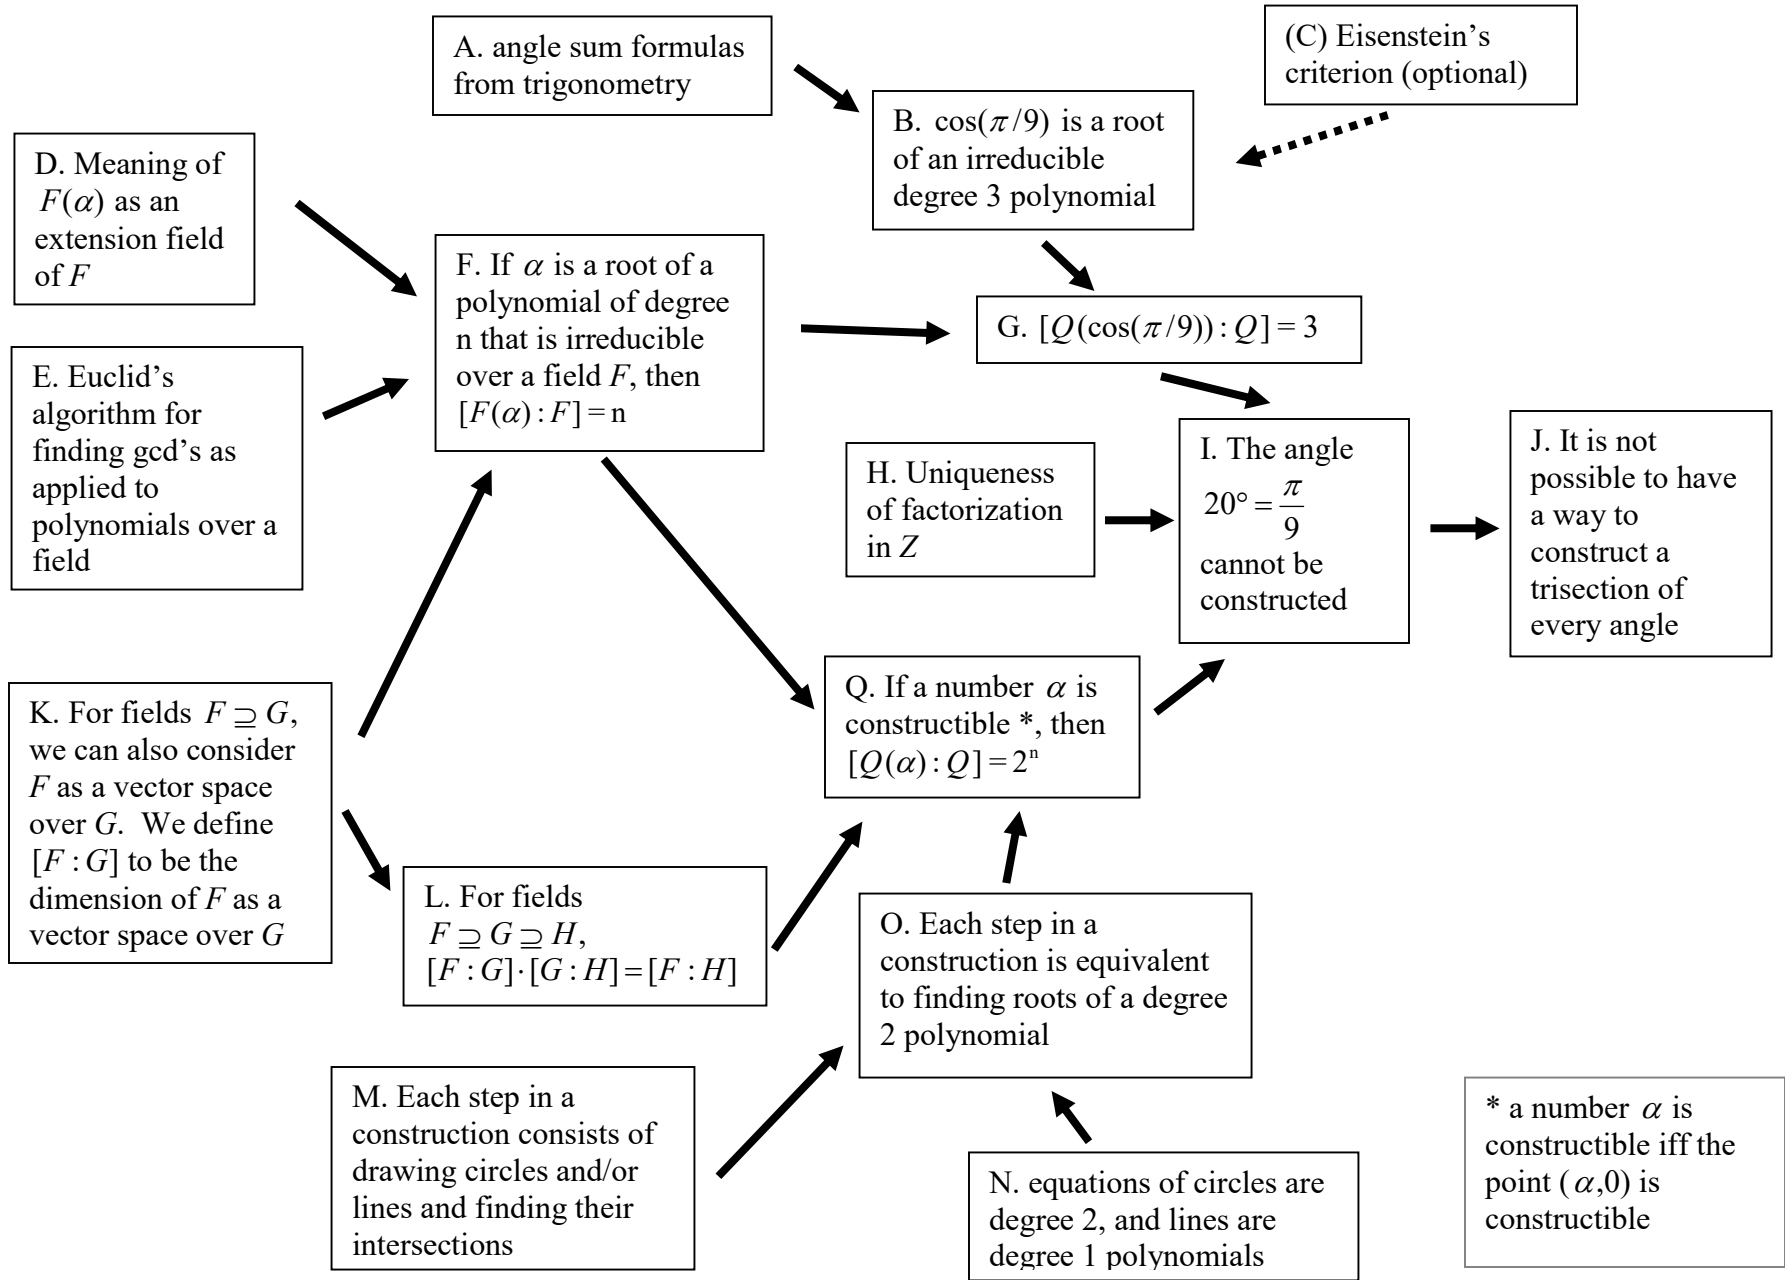 A. angle sum formulas
from trigonometry
(C) Eisenstein’s
criterion (optional)
B. cos(π/9) is a root
of an irreducible
degree 3 polynomial
D. Meaning of
F(α) as an
extension field
of F
F. If α is a root of a
polynomial of degree
n that is irreducible
over a field F, then
[F(α):F] = n
G. [Q(cos(π/9)):Q] = 3
E. Euclid’s
algorithm for
finding gcd’s as
applied to
polynomials over a
field
H. Uniqueness
of factorization
in Z
I. The angle
20° = π/9
cannot be
constructed
J. It is not
possible to have
a way to
construct a
trisection of
every angle
K. For fields F ⊇ G,
we can also consider
F as a vector space
over G. We define
[F:G] to be the
dimension of F as a
vector space over G
Q. If a number α is
constructible *, then
[Q(α):Q] = 2ⁿ
L. For fields
F ⊇ G ⊇ H,
[F:G]·[G:H] = [F:H]
O. Each step in a
construction is equivalent
to finding roots of a degree
2 polynomial
M. Each step in a
construction consists of
drawing circles and/or
lines and finding their
intersections
N. equations of circles are
degree 2, and lines are
degree 1 polynomials
* a number α is
constructible iff the
point (α,0) is
constructible